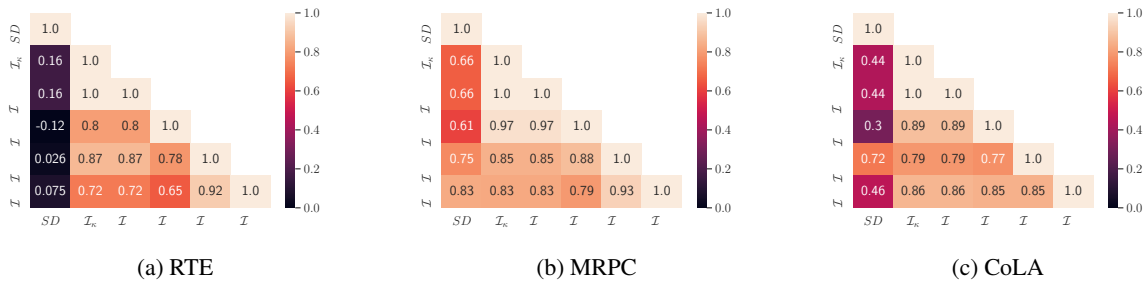 1.0
SD 1.0
𝓘κ 0.16 1.0 0.8
𝓘 0.16 1.0 1.0 0.6
𝓘 -0.12 0.8 0.8 1.0 0.4
𝓘 0.026 0.87 0.87 0.78 1.0 0.2
𝓘 0.075 0.72 0.72 0.65 0.92 1.0 0.0
SD 𝓘κ 𝓘 𝓘 𝓘 𝓘
(a) RTE
1.0
SD 1.0
𝓘κ 0.66 1.0 0.8
𝓘 0.66 1.0 1.0 0.6
𝓘 0.61 0.97 0.97 1.0 0.4
𝓘 0.75 0.85 0.85 0.88 1.0 0.2
𝓘 0.83 0.83 0.83 0.79 0.93 1.0 0.0
SD 𝓘κ 𝓘 𝓘 𝓘 𝓘
(b) MRPC
1.0
SD 1.0
𝓘κ 0.44 1.0 0.8
𝓘 0.44 1.0 1.0 0.6
𝓘 0.3 0.89 0.89 1.0 0.4
𝓘 0.72 0.79 0.79 0.77 1.0 0.2
𝓘 0.46 0.86 0.86 0.85 0.85 1.0 0.0
SD 𝓘κ 𝓘 𝓘 𝓘 𝓘
(c) CoLA